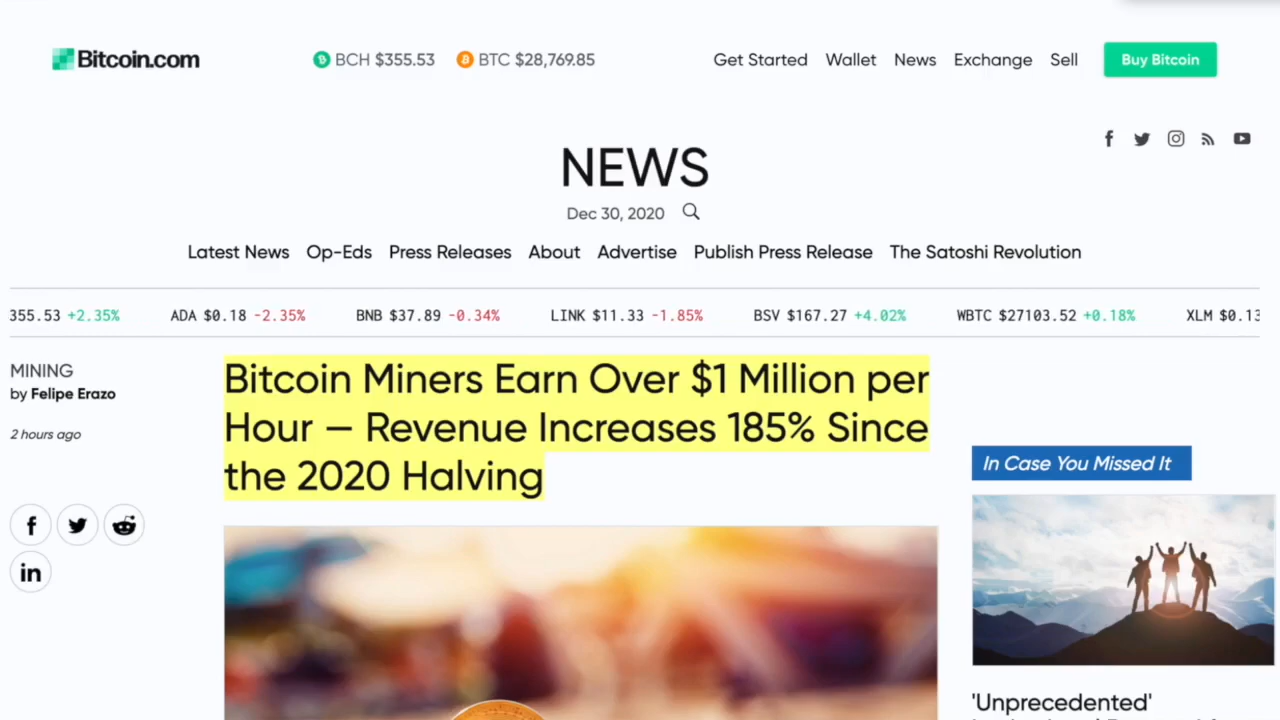 Bitcoin.com
BCH $355.53
BTC $28,769.85
Get Started Wallet News Exchange Sell Buy Bitcoin
NEWS
Dec 30, 2020
Latest News Op-Eds Press Releases About Advertise Publish Press Release The Satoshi Revolution
355.53 +2.35% ADA $0.18 -2.35% BNB $37.89 -0.34% LINK $11.33 -1.85% BSV $167.27 +4.02% WBTC $27103.52 +0.18% XLM $0.13
MINING
by Felipe Erazo
2 hours ago
Bitcoin Miners Earn Over $1 Million per
Hour – Revenue Increases 185% Since
the 2020 Halving
In Case You Missed It
'Unprecedented'